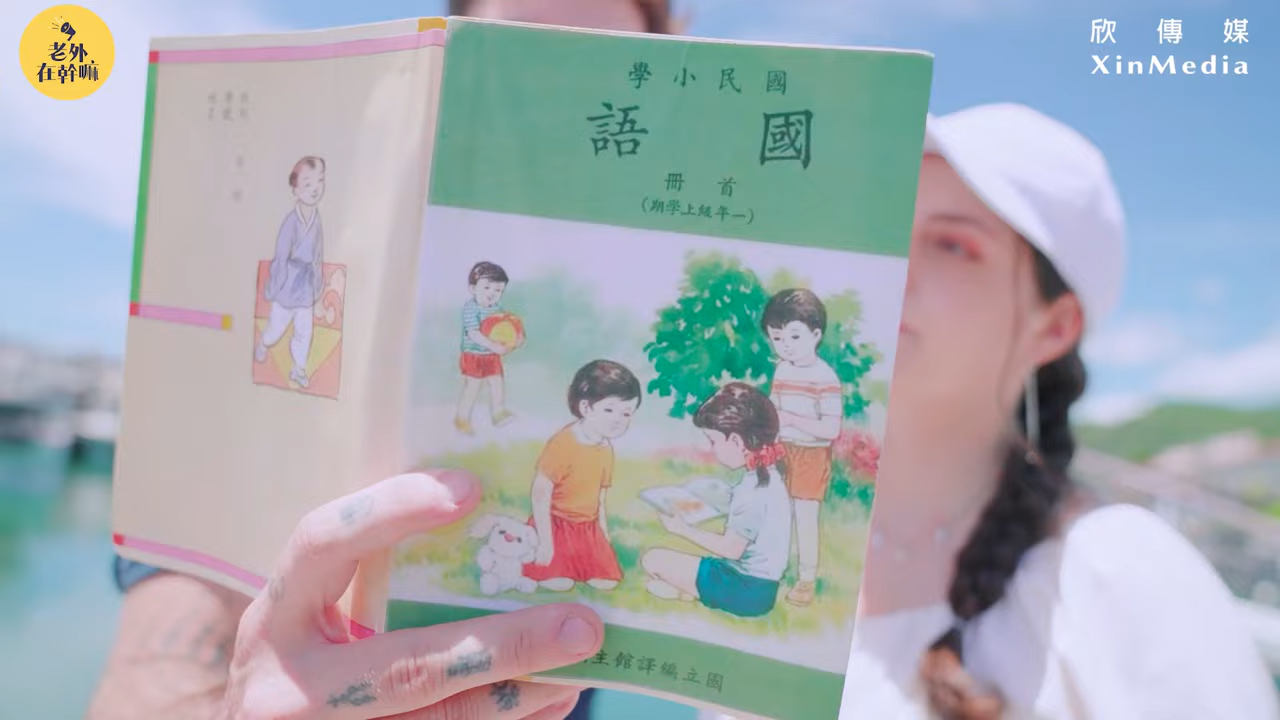 老外
在幹嘛
欣傳媒
XinMedia
國民小學
國語
首冊
(一年級上學期)
國立編譯館主